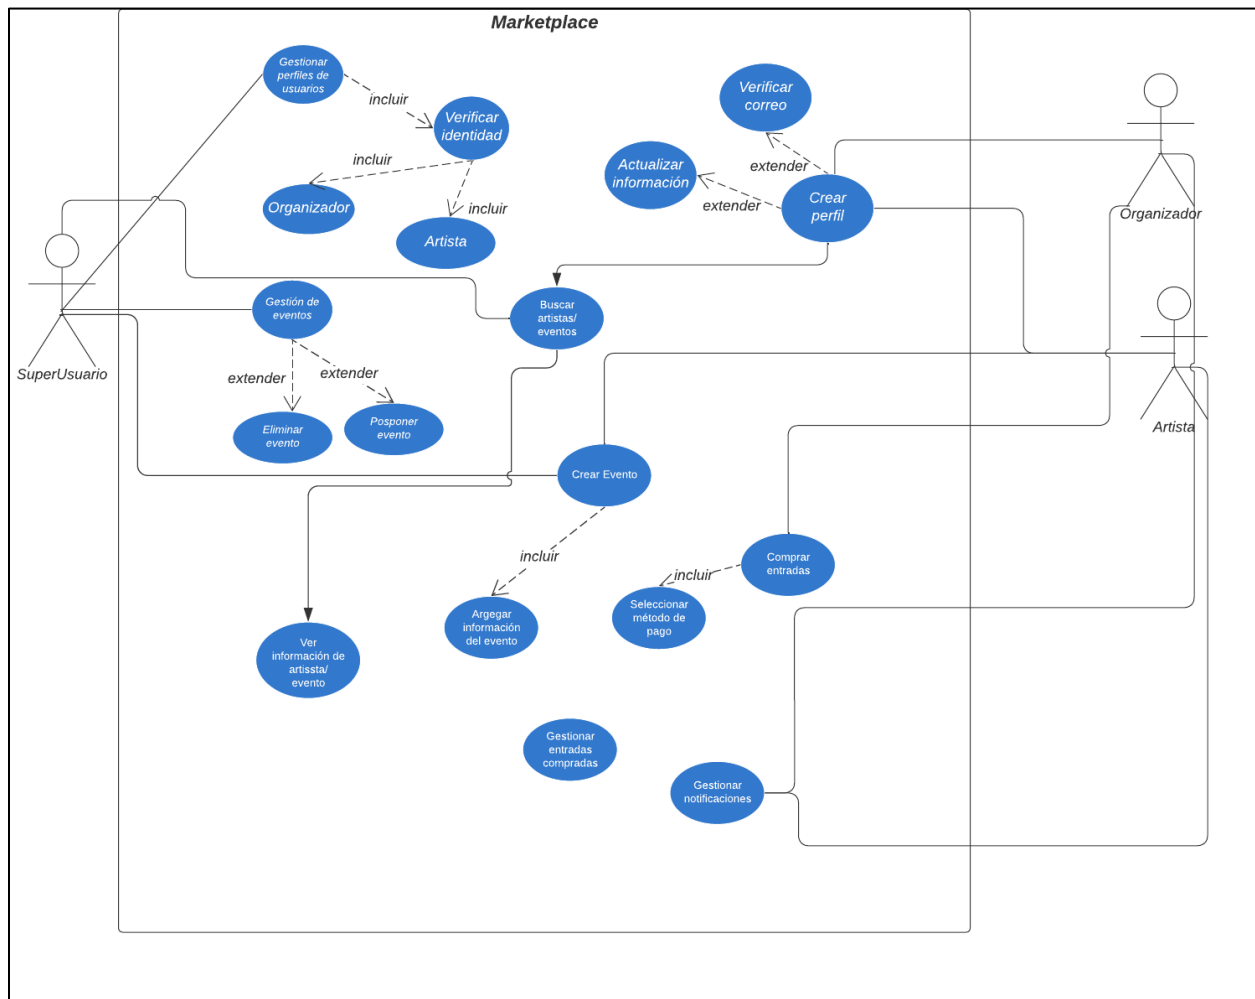 Marketplace
Gestionar
perfiles de
usuarios
incluir
Verificar
identidad
incluir
incluir
Organizador
Artista
Verificar
correo
extender
Actualizar
información
extender
Crear
perfil
Organizador
SuperUsuario
Gestión de
eventos
extender
extender
Eliminar
evento
Posponer
evento
Buscar
artistas/
eventos
Artista
Crear Evento
incluir
Argegar
información
del evento
Comprar
entradas
incluir
Seleccionar
método de
pago
Ver
información de
artissta/
evento
Gestionar
entradas
compradas
Gestionar
notificaciones